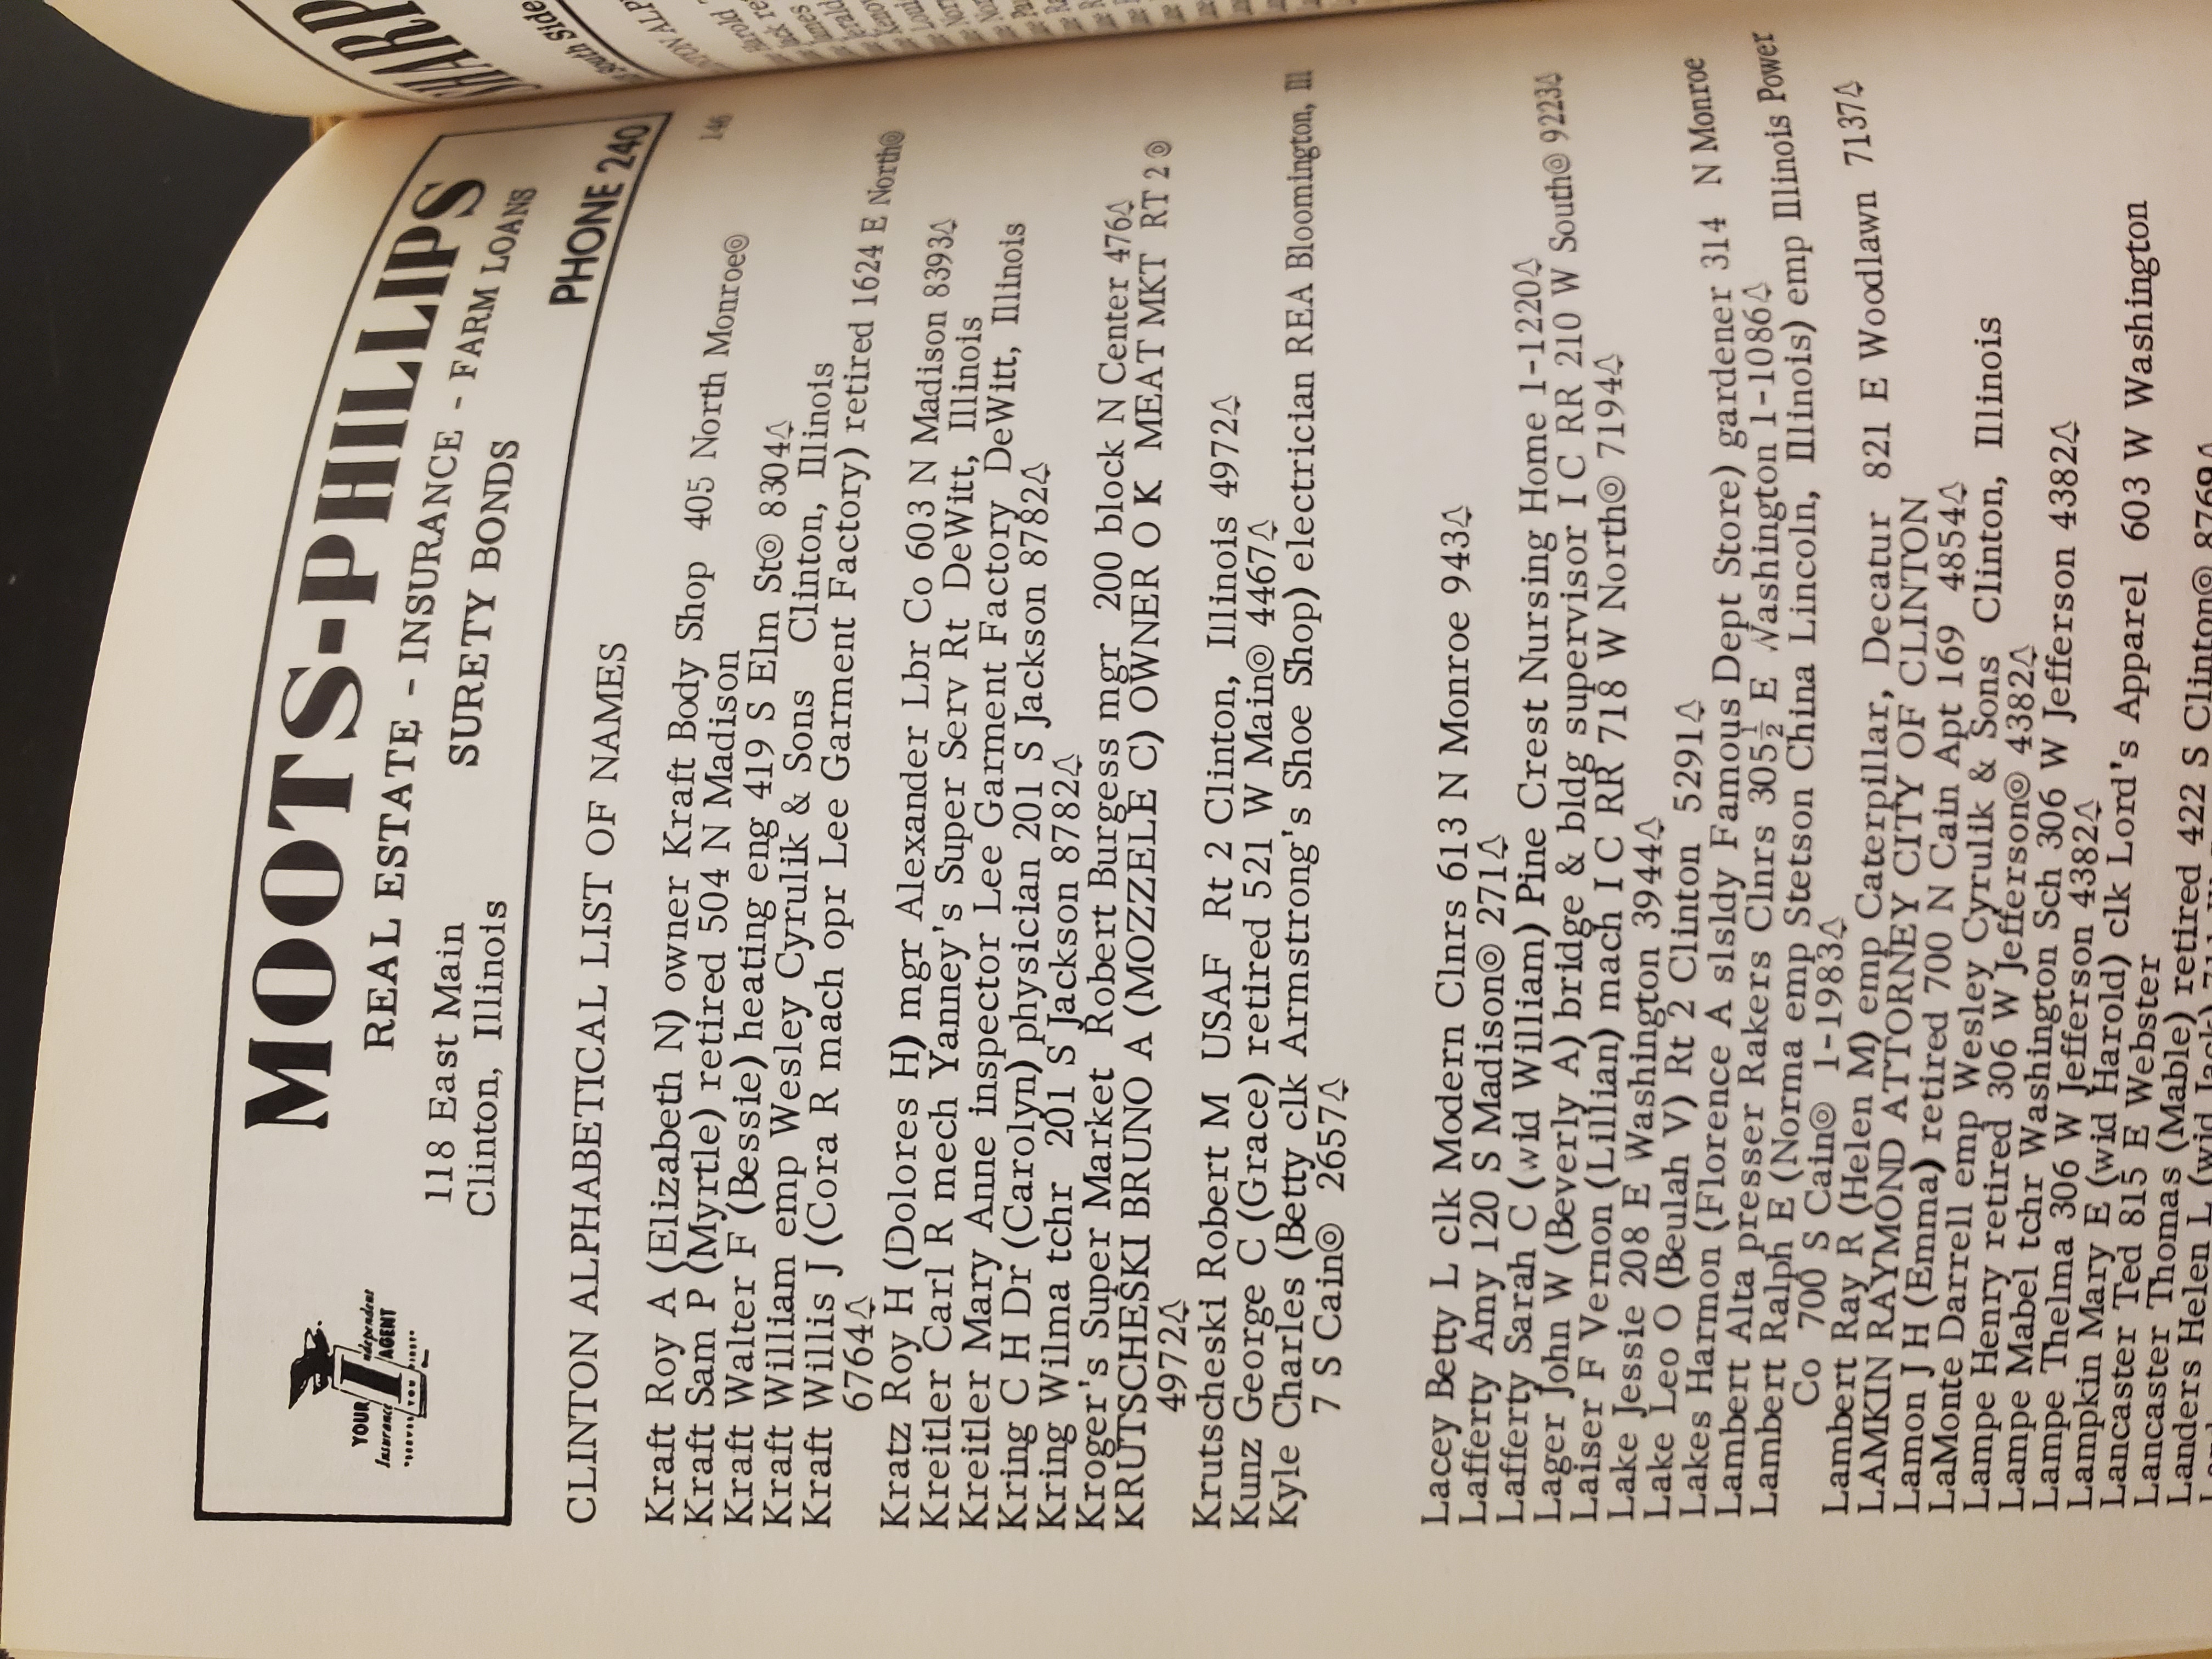 MOOTS-PHILLIPS
REAL ESTATE - INSURANCE - FARM LOANS
118 East Main SURETY BONDS
Clinton, Illinois PHONE 240
YOUR
Insurance
Independent
AGENT
CLINTON ALPHABETICAL LIST OF NAMES 146
Kraft Roy A (Elizabeth N) owner Kraft Body Shop 405 North Monroe⌾
Kraft Sam P (Myrtle) retired 504 N Madison
Kraft Walter F (Bessie) heating eng 419 S Elm St⌾ 8304🔔
Kraft William emp Wesley Cyrulik & Sons Clinton, Illinois
Kraft Willis J (Cora R mach opr Lee Garment Factory) retired 1624 E North⌾
6764🔔
Kratz Roy H (Dolores H) mgr Alexander Lbr Co 603 N Madison 8393🔔
Kreitler Carl R mech Yanney's Super Serv Rt DeWitt, Illinois
Kreitler Mary Anne inspector Lee Garment Factory DeWitt, Illinois
Kring C H Dr (Carolyn) physician 201 S Jackson 8782🔔
Kring Wilma tchr 201 S Jackson 8782🔔
Kroger's Super Market Robert Burgess mgr 200 block N Center 476🔔
KRUTSCHESKI BRUNO A (MOZZELE C) OWNER O K MEAT MKT RT 2 ⌾
4972🔔
Krutscheski Robert M USAF Rt 2 Clinton, Illinois 4972🔔
Kunz George C (Grace) retired 521 W Main⌾ 4467🔔
Kyle Charles (Betty clk Armstrong's Shoe Shop) electrician REA Bloomington, Ill
7 S Cain⌾ 2657🔔
Lacey Betty L clk Modern Clnrs 613 N Monroe 943🔔
Lafferty Amy 120 S Madison⌾ 271🔔
Lafferty Sarah C (wid William) Pine Crest Nursing Home 1-1220🔔
Lager John W (Beverly A) bridge & bldg supervisor I C RR 210 W South⌾ 9223🔔
Laiser F Vernon (Lillian) mach I C RR 718 W North⌾ 7194🔔
Lake Jessie 208 E Washington 3944🔔
Lake Leo O (Beulah V) Rt 2 Clinton 5291🔔
Lakes Harmon (Florence A slsldy Famous Dept Store) gardener 314 N Monroe
Lambert Alta presser Rakers Clnrs 305½ E Washington 1-1086🔔
Lambert Ralph E (Norma emp Stetson China Lincoln, Illinois) emp Illinois Power
Co 700 S Cain⌾ 1-1983🔔
Lambert Ray R (Helen M) emp Caterpillar, Decatur 821 E Woodlawn 7137🔔
LAMKIN RAYMOND ATTORNEY CITY OF CLINTON
Lamon J H (Emma) retired 700 N Cain Apt 169 4854🔔
LaMonte Darrell emp Wesley Cyrulik & Sons Clinton, Illinois
Lampe Henry retired 306 W Jefferson⌾ 4382🔔
Lampe Mabel tchr Washington Sch 306 W Jefferson 4382🔔
Lampe Thelma 306 W Jefferson 4382🔔
Lampkin Mary E (wid Harold) clk Lord's Apparel 603 W Washington
Lancaster Ted 815 E Webster
Lancaster Thomas (Mable) retired 422 S Clinton⌾ 8769🔔
Landers Helen L (wid Jack)
SHARP
South Side